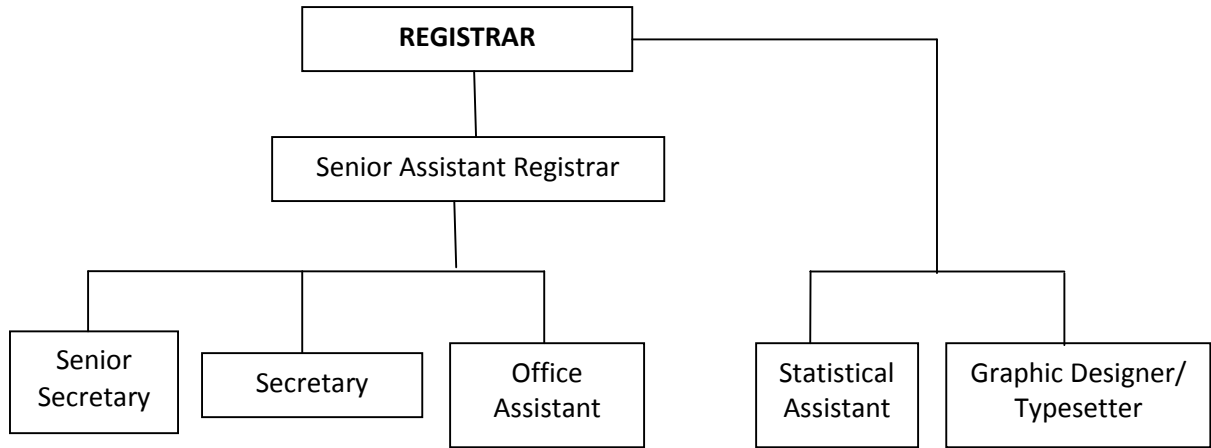 REGISTRAR
Senior Assistant Registrar
Senior
Secretary
Secretary
Office
Assistant
Statistical
Assistant
Graphic Designer/
Typesetter